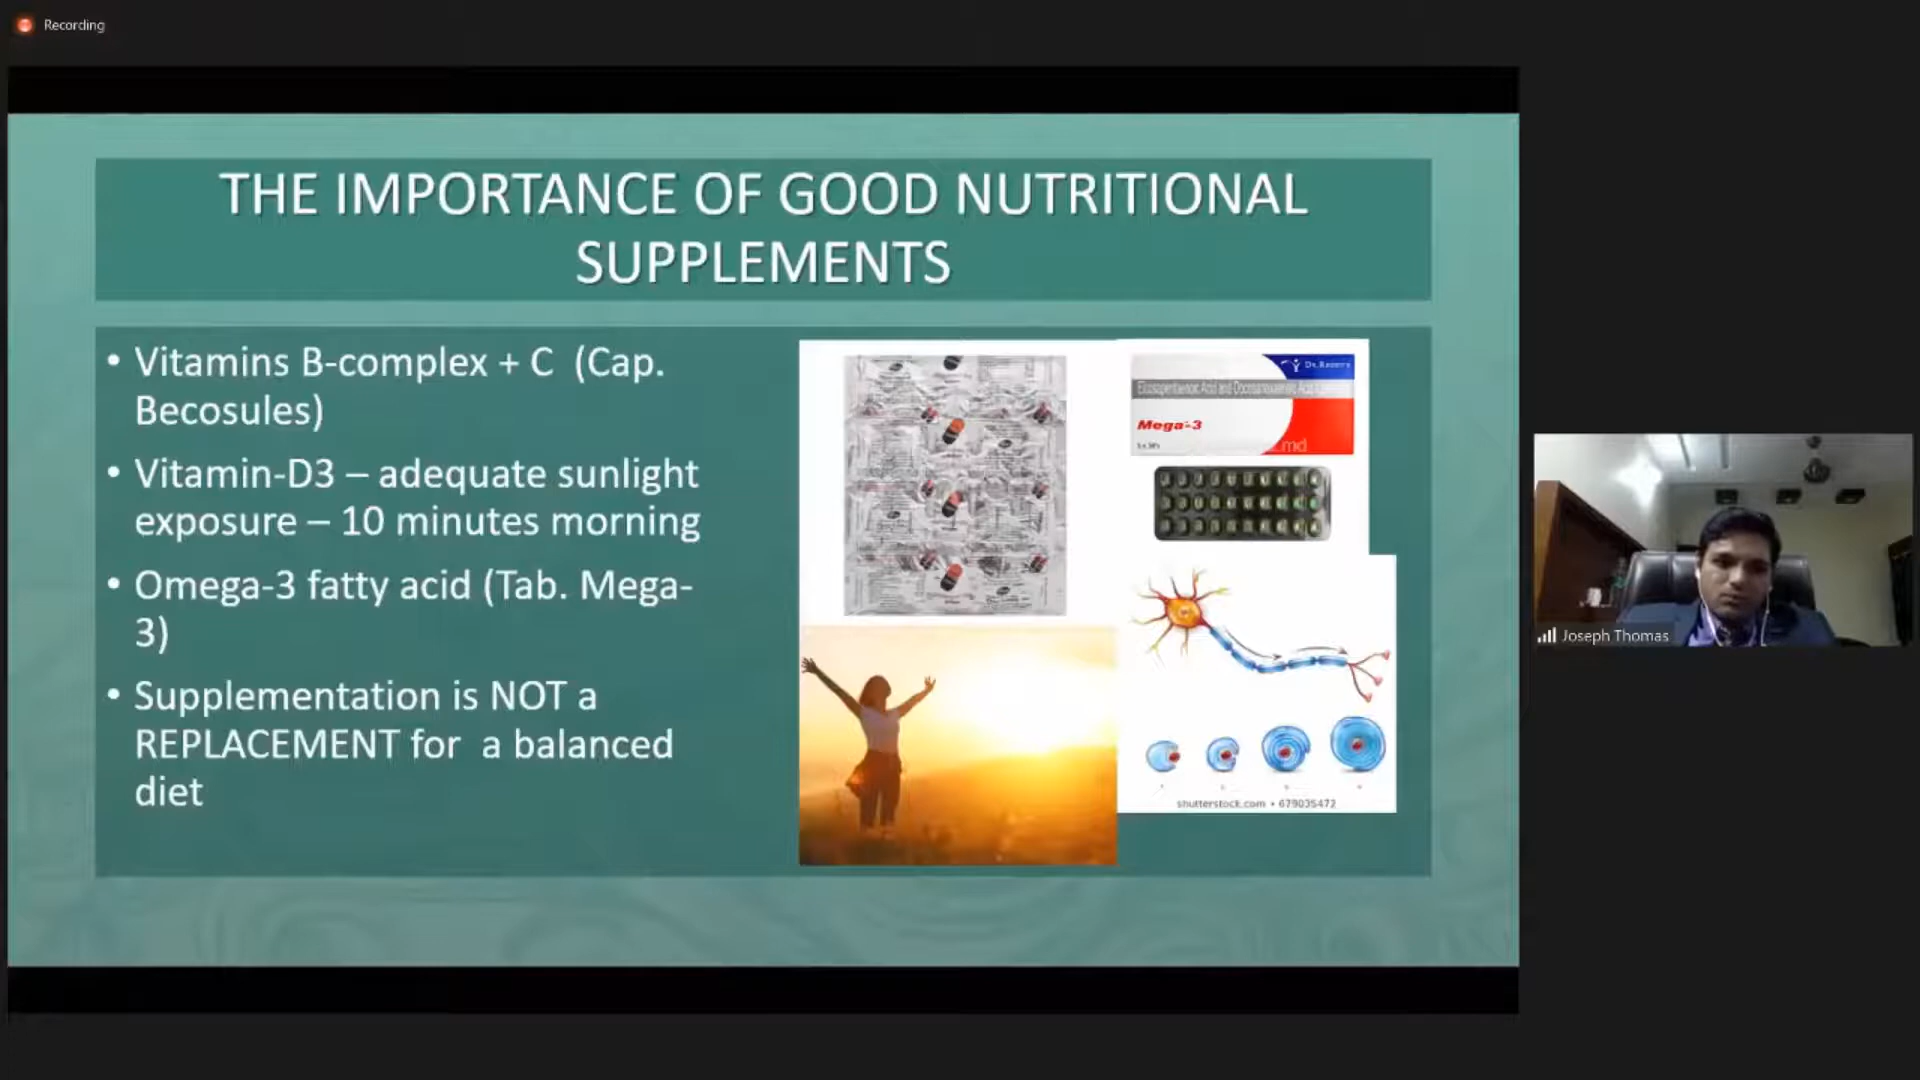 Recording
THE IMPORTANCE OF GOOD NUTRITIONAL
SUPPLEMENTS
• Vitamins B-complex + C (Cap.
Becosules)
• Vitamin-D3 – adequate sunlight
exposure – 10 minutes morning
• Omega-3 fatty acid (Tab. Mega-
3)
• Supplementation is NOT a
REPLACEMENT for a balanced
diet
Mega-3
.md
shutterstock.com • 679035472
Joseph Thomas